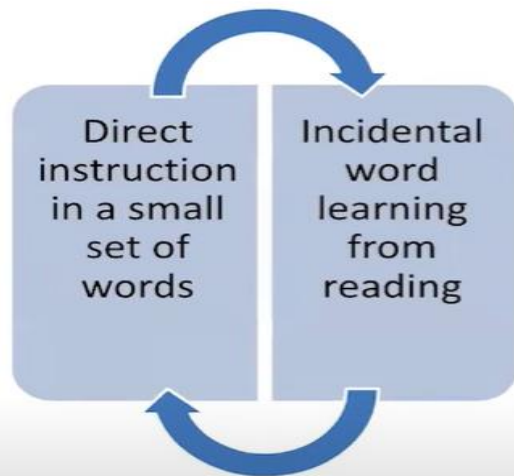 Direct
instruction
in a small
set of
words
Incidental
word
learning
from
reading